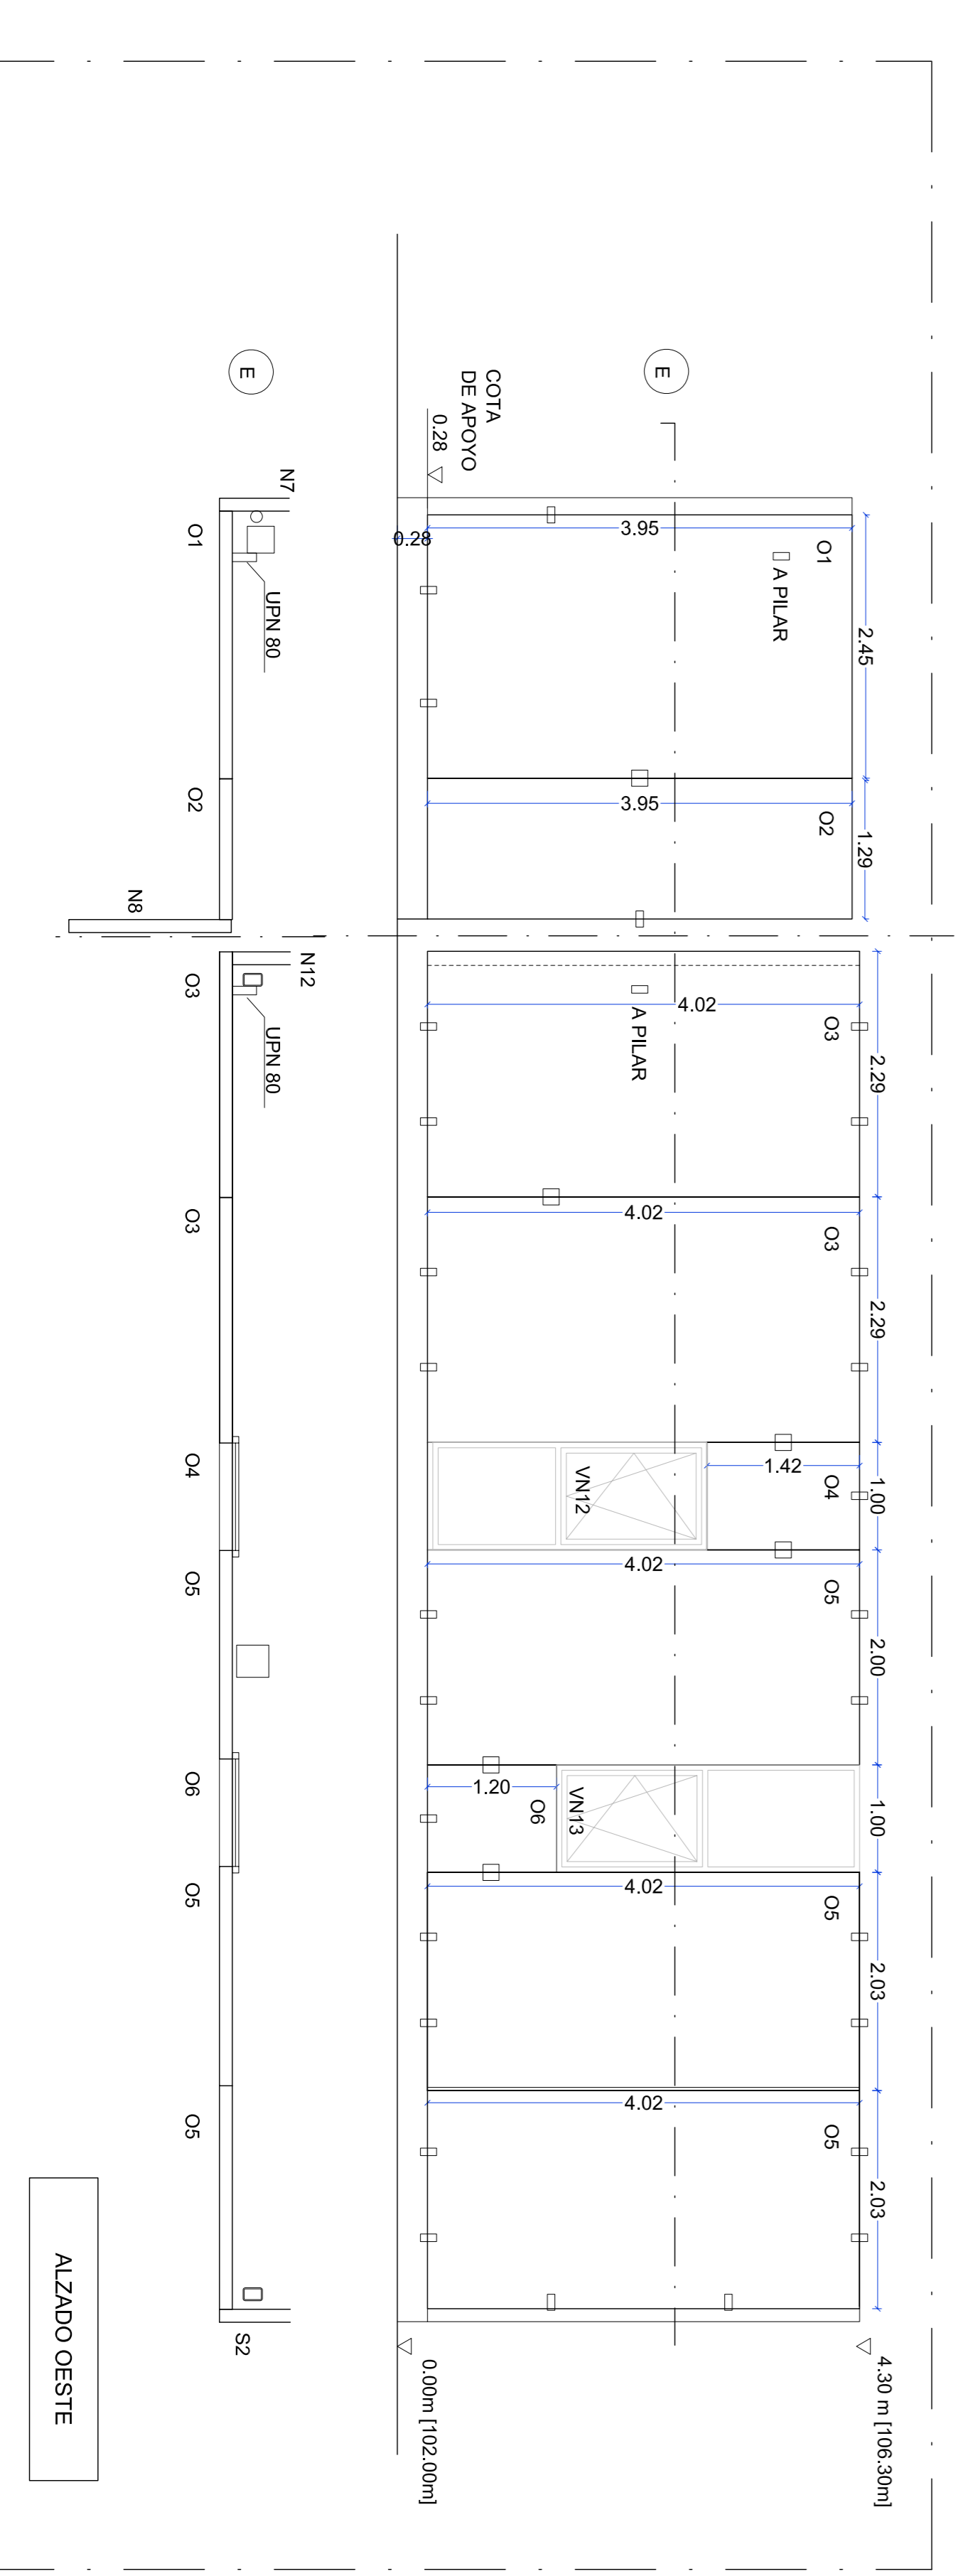 2.45
1.29
2.29
2.29
1.00
2.00
1.00
2.03
2.03
4.30 m [106.30m]
O1
A PILAR
O2
O3
O3
O4
O5
O6
O5
O5
E
3.95
3.95
4.02
A PILAR
4.02
1.42
VN12
4.02
1.20
VN13
4.02
4.02
COTA
DE APOYO
0.28
0.28
0.00m [102.00m]
E
N7
UPN 80
N12
UPN 80
S2
O1
O2
O3
O3
O4
O5
O6
O5
O5
N8
ALZADO OESTE